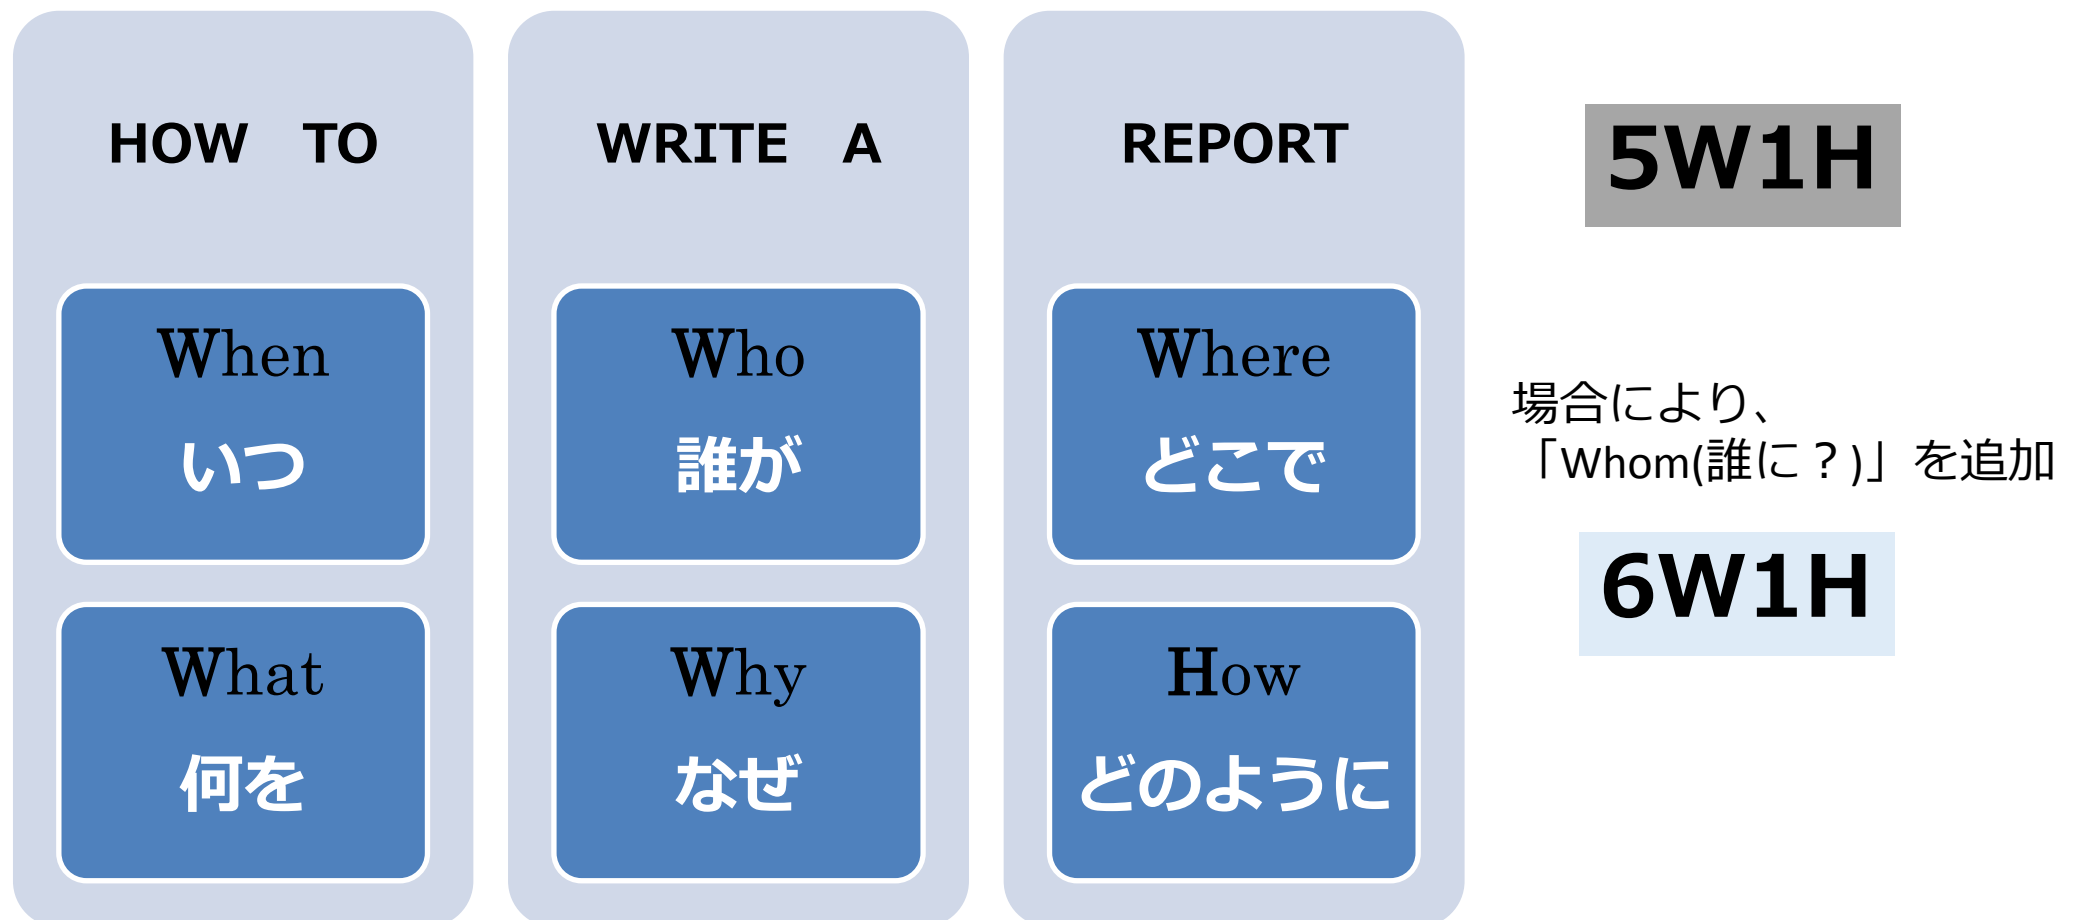 HOW　TO
When
いつ
What
何を
WRITE　A
Who
誰が
Why
なぜ
REPORT
Where
どこで
How
どのように
5W1H
場合により、
「Whom(誰に？)」を追加
6W1H